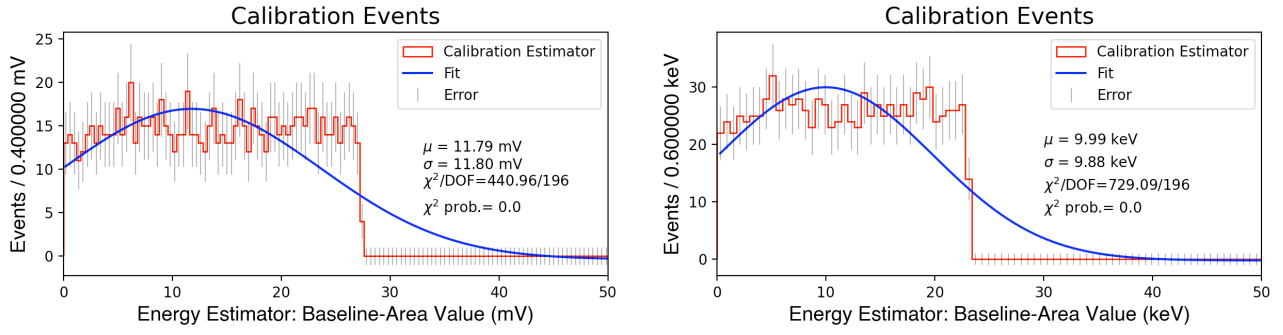 Calibration Events
25
20
15
10
5
0
Events / 0.400000 mV
Calibration Estimator
Fit
Error
μ = 11.79 mV
σ = 11.80 mV
χ²/DOF=440.96/196
χ² prob.= 0.0
0 10 20 30 40 50
Energy Estimator: Baseline-Area Value (mV)
Calibration Events
30
20
10
0
Events / 0.600000 keV
Calibration Estimator
Fit
Error
μ = 9.99 keV
σ = 9.88 keV
χ²/DOF=729.09/196
χ² prob.= 0.0
0 10 20 30 40 50
Energy Estimator: Baseline-Area Value (keV)